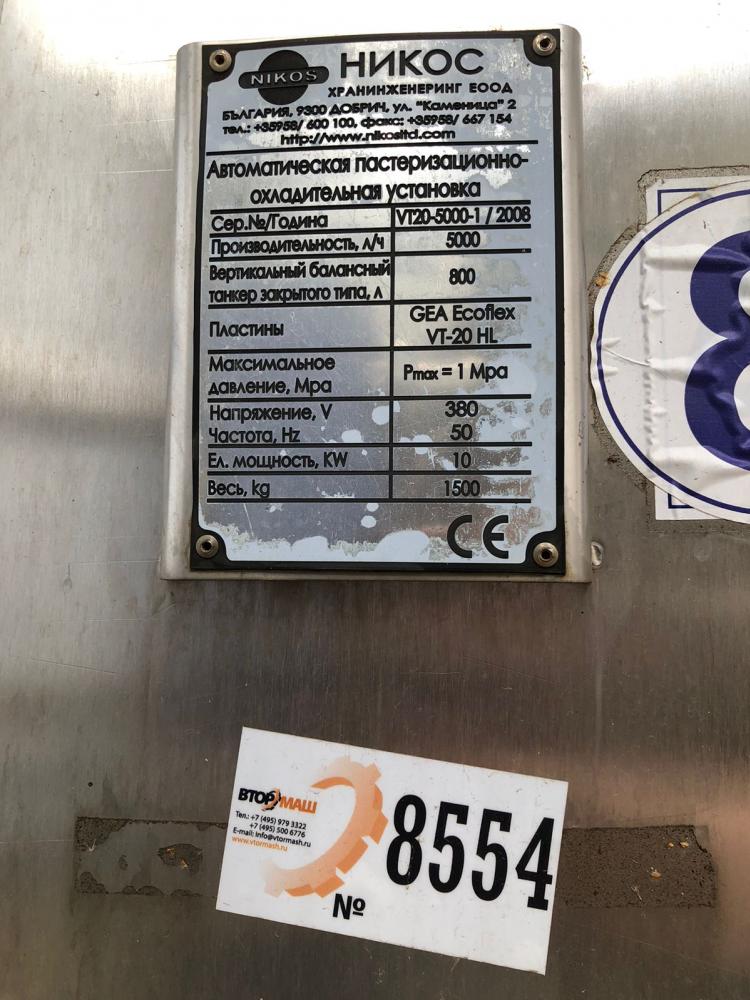 NIKOS
НИКОС
ХРАНИНЖЕНЕРИНГ ЕООД
БЪЛГАРИЯ, 9300 ДОБРИЧ, ул. "Каменица" 2
тел.: +35958/ 600 100, факс: +35958/ 667 154
http://www.nikosltd.com
Автоматическая пастеризационно-
охладительная установка
Сер.№/Година VT20-5000-1 / 2008
Производительность, л/ч 5000
Вертикальный балансный
танкер закрытого типа, л 800
Пластины GEA Ecoflex
VT-20 HL
Максимальное
давление, Мра Pmax = 1 Mpa
Напряжение, V 380
Частота, Hz 50
Ел. мощность, KW 10
Весь, kg 1500
CE
8
ВТОРМАШ
Тел.: +7 (495) 979 3322
+7 (495) 500 6776
E-mail: info@vtormash.ru
www.vtormash.ru
№ 8554